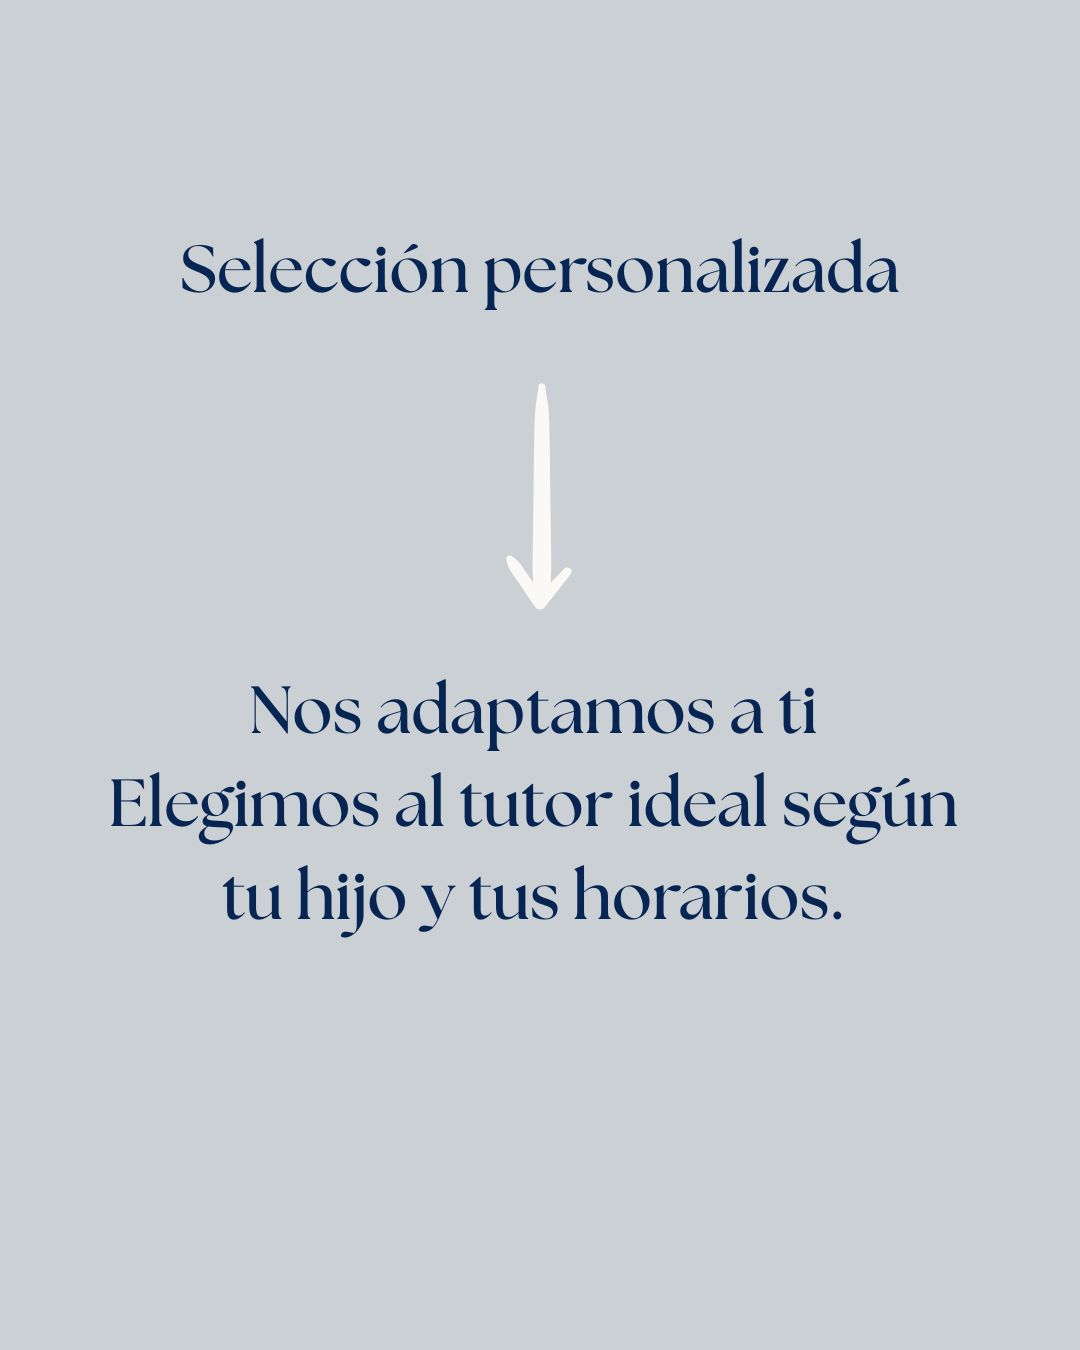 Selección personalizada
Nos adaptamos a ti
Elegimos al tutor ideal según
tu hijo y tus horarios.